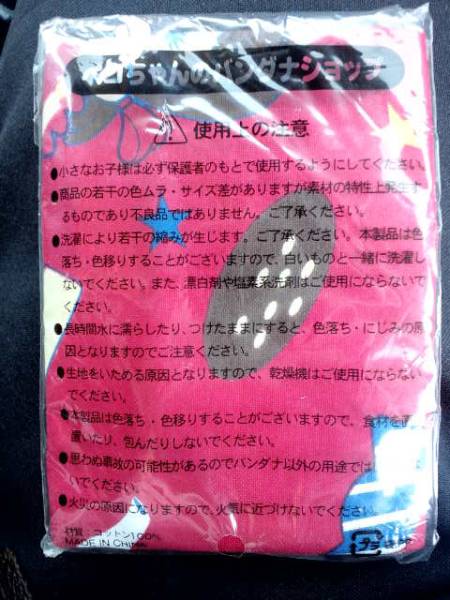 ちゃんのバンダナショップ
使用上の注意
●小さなお子様は必ず保護者のもとで使用するようにしてください。
●商品の若干の色ムラ・サイズ差がありますが素材の特性上発生す
るものであり不良品ではありません。ご了承ください。
●洗濯により若干の縮みが生じます。ご了承ください。本製品は色
落ち・色移りすることがございますので、白いものと一緒に洗濯し
ないでください。また、漂白剤や塩素系洗剤はご使用にならないで
ください。
●長時間水に濡らしたり、つけたままにすると、色落ち・にじみの原
因となりますのでご注意ください。
●生地をいためる原因となりますので、乾燥機はご使用にならない
でください。
●本製品は色落ち・色移りすることがございますので、食材を直
置いたり、包んだりしないでください。
●思わぬ事故の可能性があるのでバンダナ以外の用途では
いでください。
●火災の原因になりますので、火気に近づけないでください。
材質:コットン100%
MADE IN CHINA
プラ